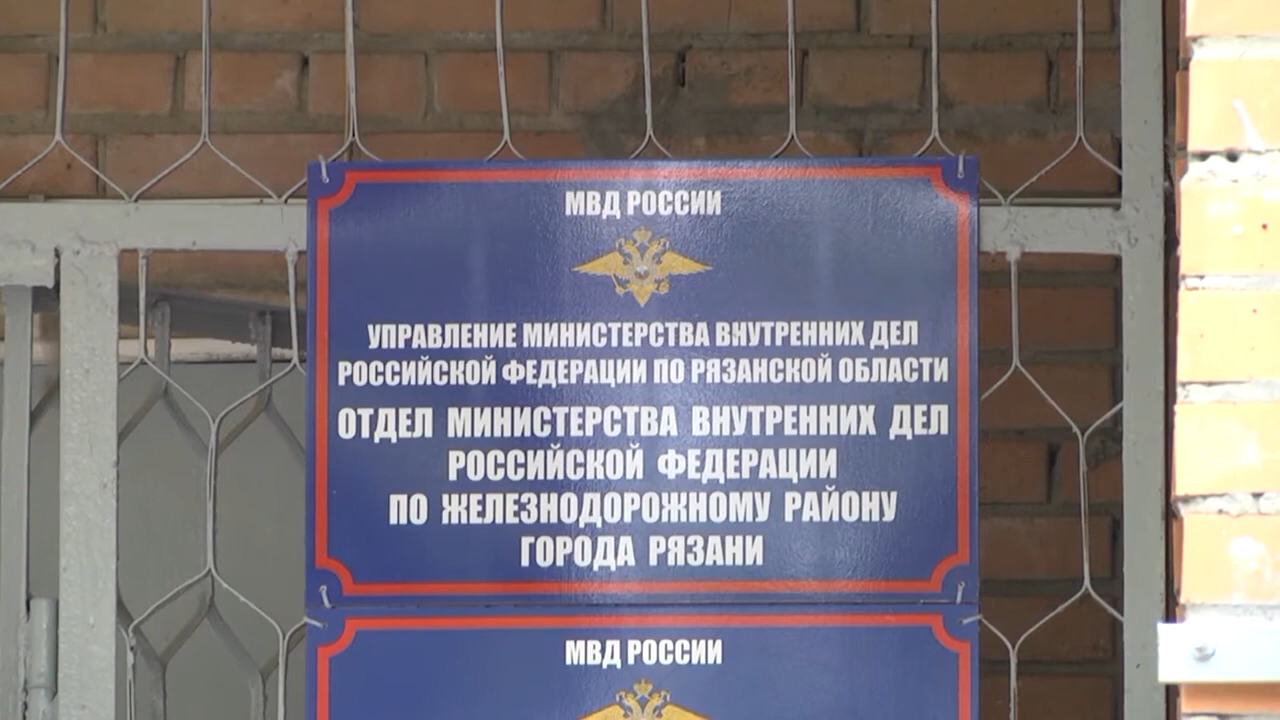 МВД РОССИИ
УПРАВЛЕНИЕ МИНИСТЕРСТВА ВНУТРЕННИХ ДЕЛ
РОССИЙСКОЙ ФЕДЕРАЦИИ ПО РЯЗАНСКОЙ ОБЛАСТИ
ОТДЕЛ МИНИСТЕРСТВА ВНУТРЕННИХ ДЕЛ
РОССИЙСКОЙ ФЕДЕРАЦИИ
ПО ЖЕЛЕЗНОДОРОЖНОМУ РАЙОНУ
ГОРОДА РЯЗАНИ
МВД РОССИИ